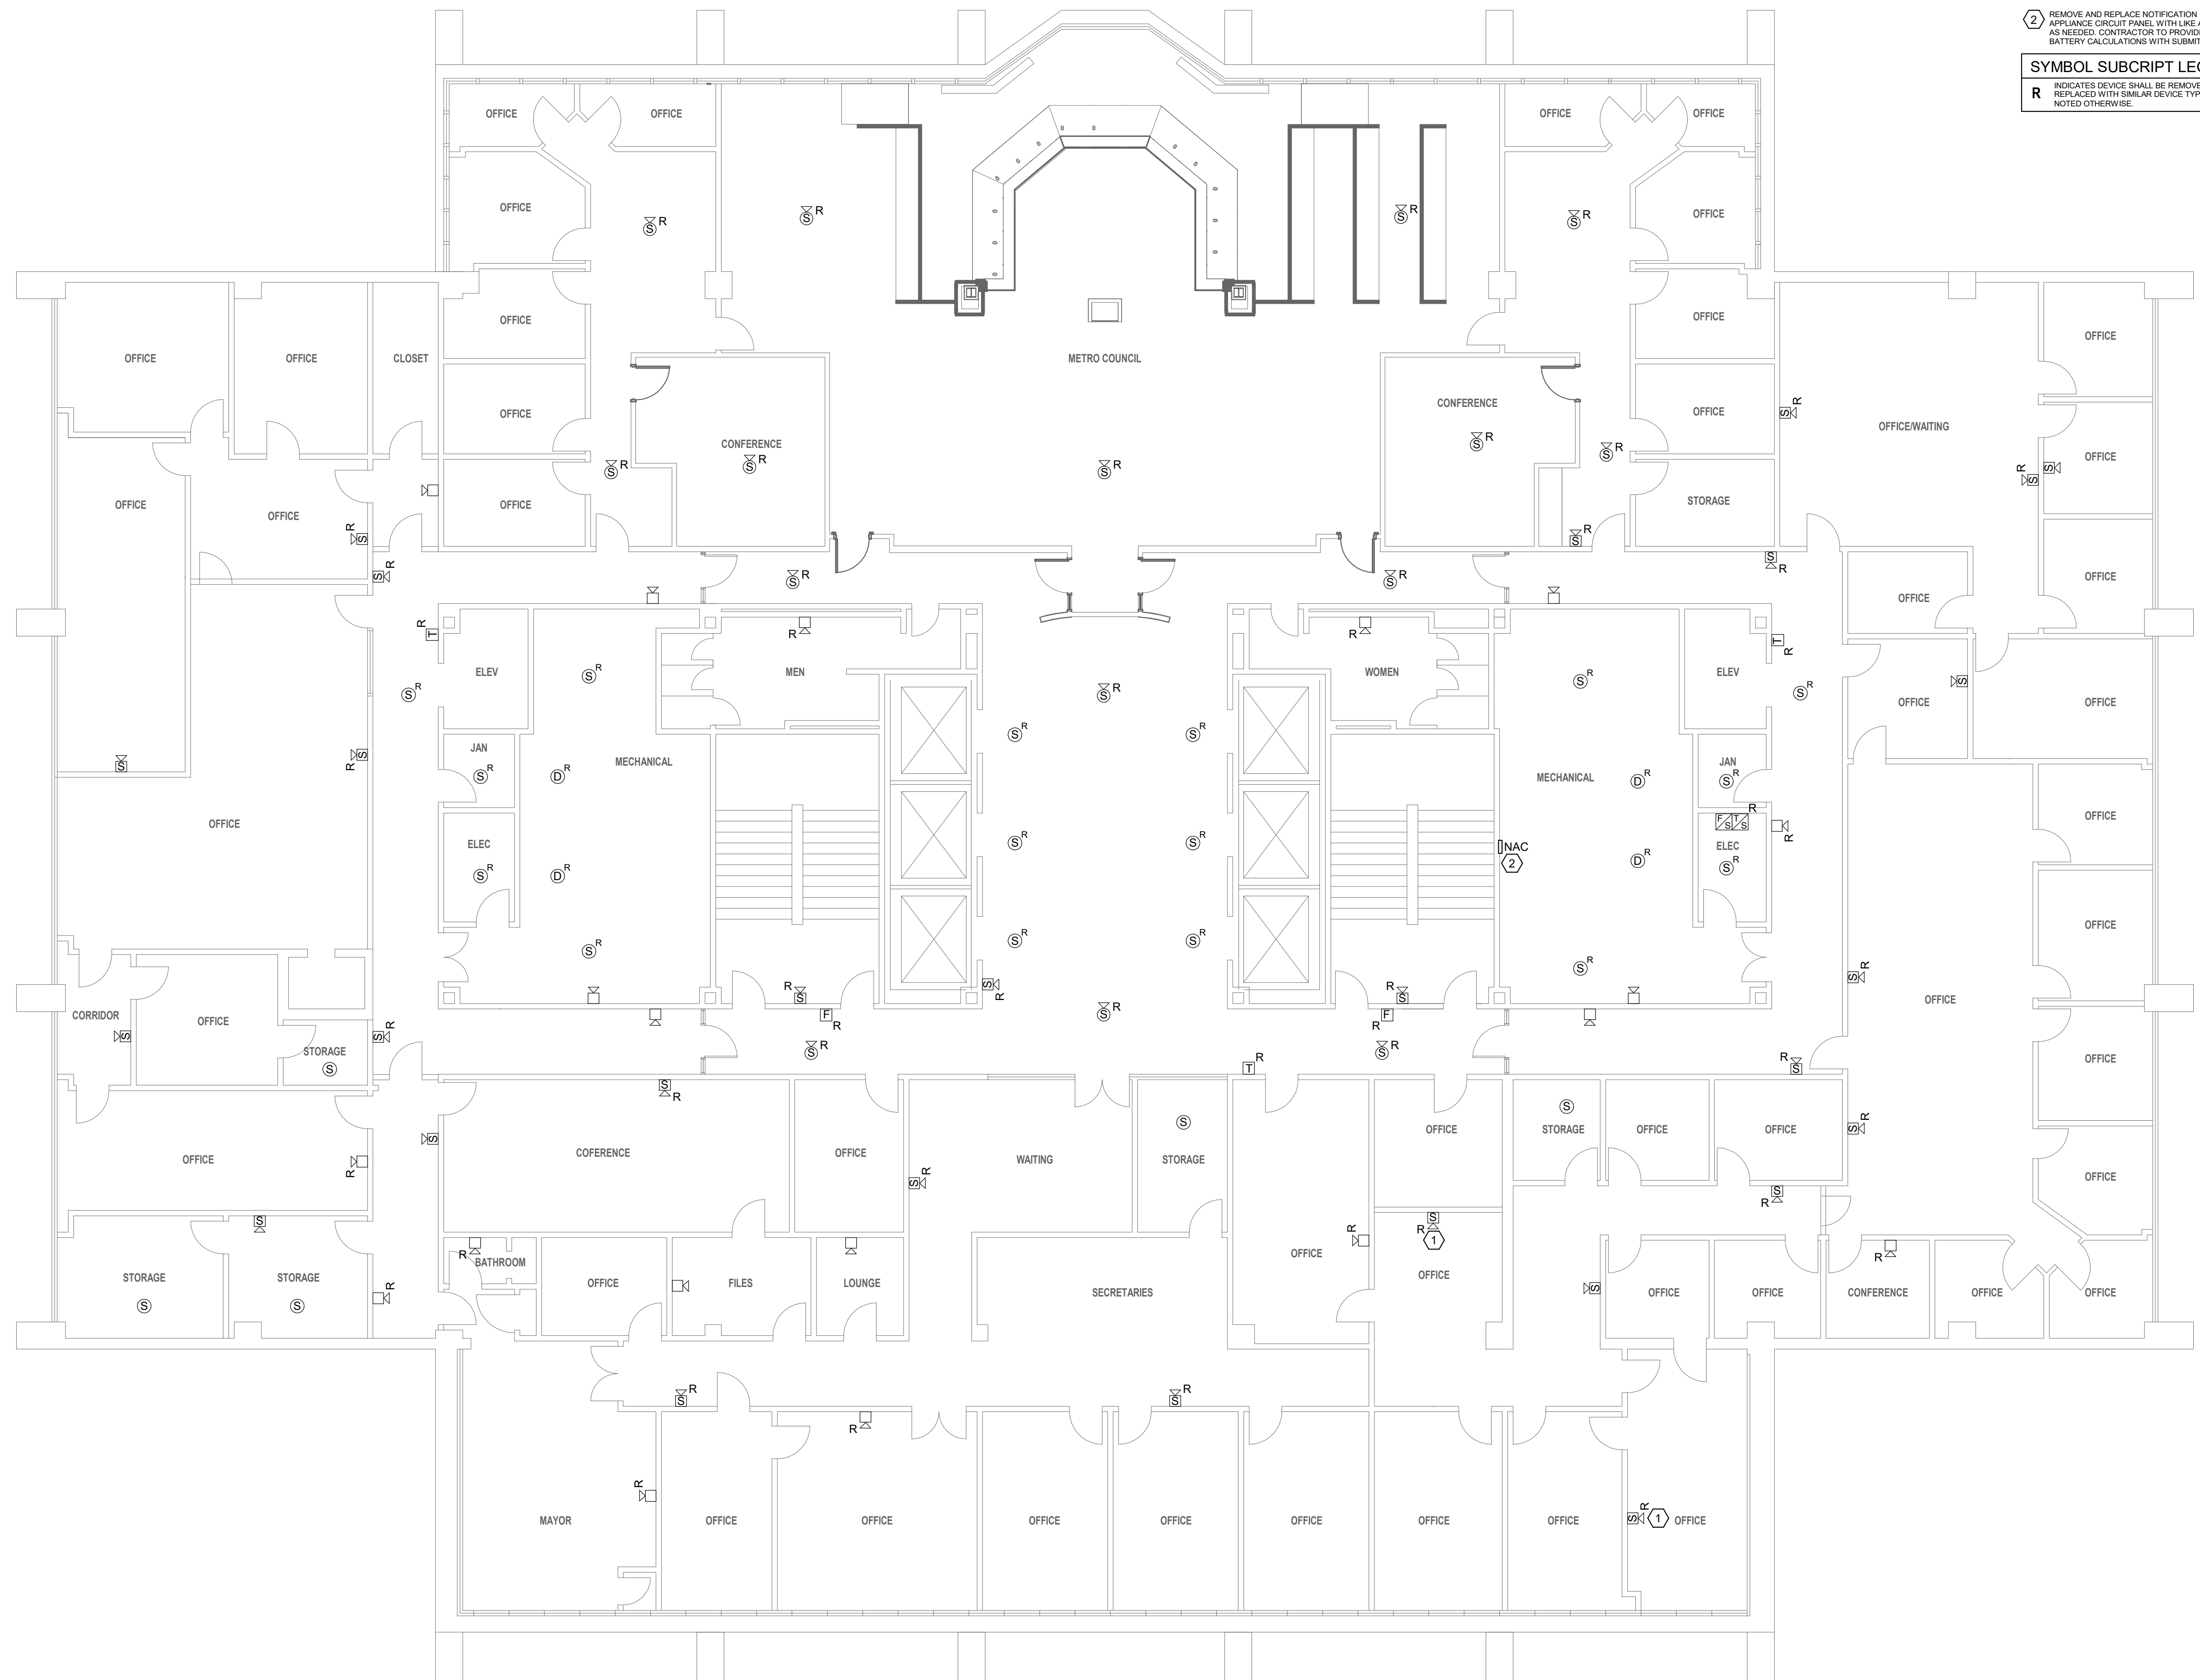 2 REMOVE AND REPLACE NOTIFICATION
APPLIANCE CIRCUIT PANEL WITH LIKE
AS NEEDED. CONTRACTOR TO
BATTERY CALCULATIONS WITH
SYMBOL SUBCRIPT
R INDICATES DEVICE SHALL BE
REPLACED WITH SIMILAR DEVICE
NOTED OTHERWISE.
OFFICE OFFICE OFFICE OFFICE
OFFICE S R S R S R S R OFFICE
OFFICE OFFICE
OFFICE OFFICE CLOSET METRO COUNCIL OFFICE
OFFICE CONFERENCE OFFICE S R
CONFERENCE S R OFFICE/WAITING
S R S R S R S R OFFICE
R S S
OFFICE OFFICE OFFICE STORAGE
R S S R S R
S R S R S R OFFICE OFFICE
R T R R T R
ELEV S R MEN WOMEN S R ELEV
S R S R S R S OFFICE OFFICE
S R S R
JAN S R D R MECHANICAL MECHANICAL D R JAN S R
S R S
OFFICE F S T S R R OFFICE
ELEC S R D R S R S R NAC D R ELEC S R
2
OFFICE
S R S R S R S R
R S S R R S S R S R
CORRIDOR OFFICE F R S R R F OFFICE
S S R S R S R R S OFFICE
STORAGE S T R
S R
S S S S R
OFFICE COFERENCE OFFICE WAITING STORAGE OFFICE STORAGE OFFICE OFFICE
R S R OFFICE
S R S R 1 R S
BATHROOM OFFICE R
STORAGE STORAGE OFFICE FILES LOUNGE SECRETARIES OFFICE S OFFICE OFFICE CONFERENCE OFFICE OFFICE
S S R
S R S R
R
R
MAYOR OFFICE OFFICE OFFICE OFFICE OFFICE OFFICE OFFICE S R 1 OFFICE